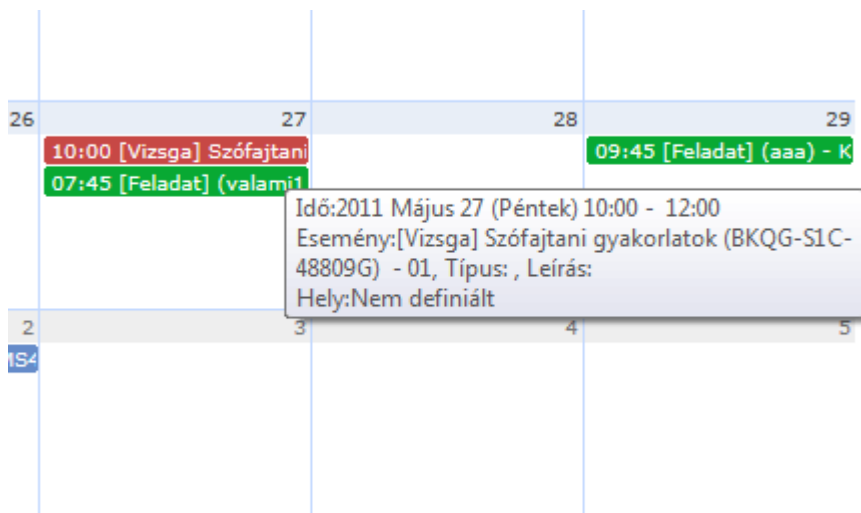 26 27 28 29
10:00 [Vizsga] Szófajtani
09:45 [Feladat] (aaa) - K
07:45 [Feladat] (valami1
Idő:2011 Május 27 (Péntek) 10:00 - 12:00
Esemény:[Vizsga] Szófajtani gyakorlatok (BKQG-S1C-
48809G) - 01, Típus: , Leírás:
Hely:Nem definiált
2 3 4 5
MS4